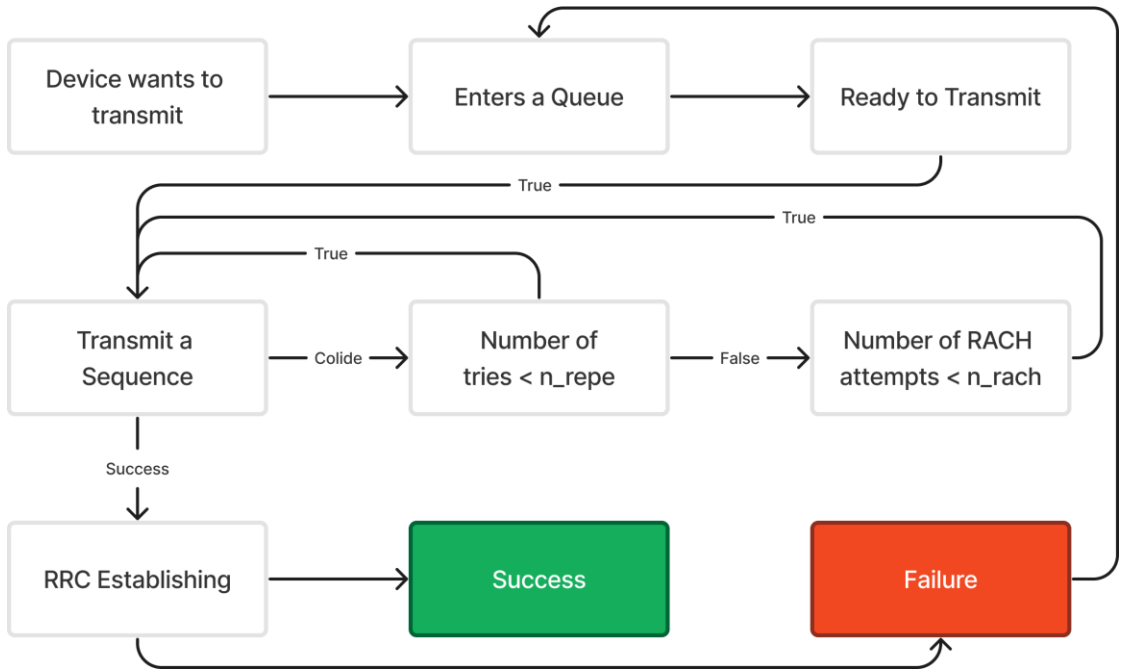 Device wants to
transmit
Enters a Queue
Ready to Transmit
True
True
True
Transmit a
Sequence
Colide
Number of
tries < n_repe
False
Number of RACH
attempts < n_rach
Success
RRC Establishing
Success
Failure